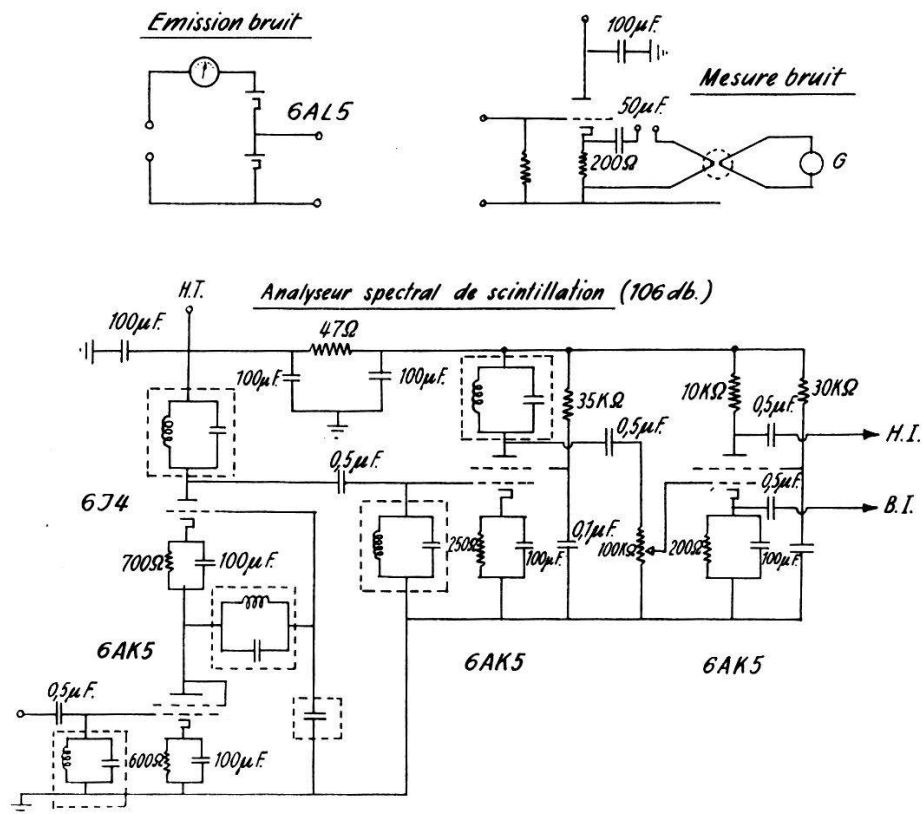 Emission bruit
6AL5
100μF.
Mesure bruit
50μF.
200Ω
G
H.T.
Analyseur spectral de scintillation (106 db.)
100μF.
47Ω
100μF.
100μF.
35KΩ
10KΩ
30KΩ
0,5μF.
0,5μF.
H.I.
0,5μF.
0,5μF.
B.I.
6J4
700Ω
100μF.
250Ω
100μF.
0,1μF.
100KΩ
200Ω
100μF.
6AK5
6AK5
6AK5
0,5μF.
600Ω
100μF.